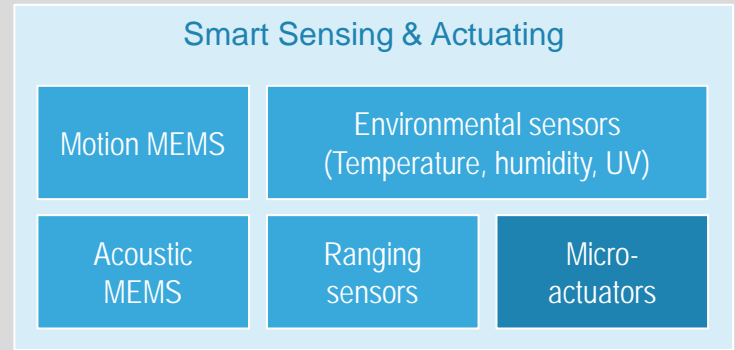 Smart Sensing & Actuating
Motion MEMS
Environmental sensors
(Temperature, humidity, UV)
Acoustic
MEMS
Ranging
sensors
Micro-
actuators